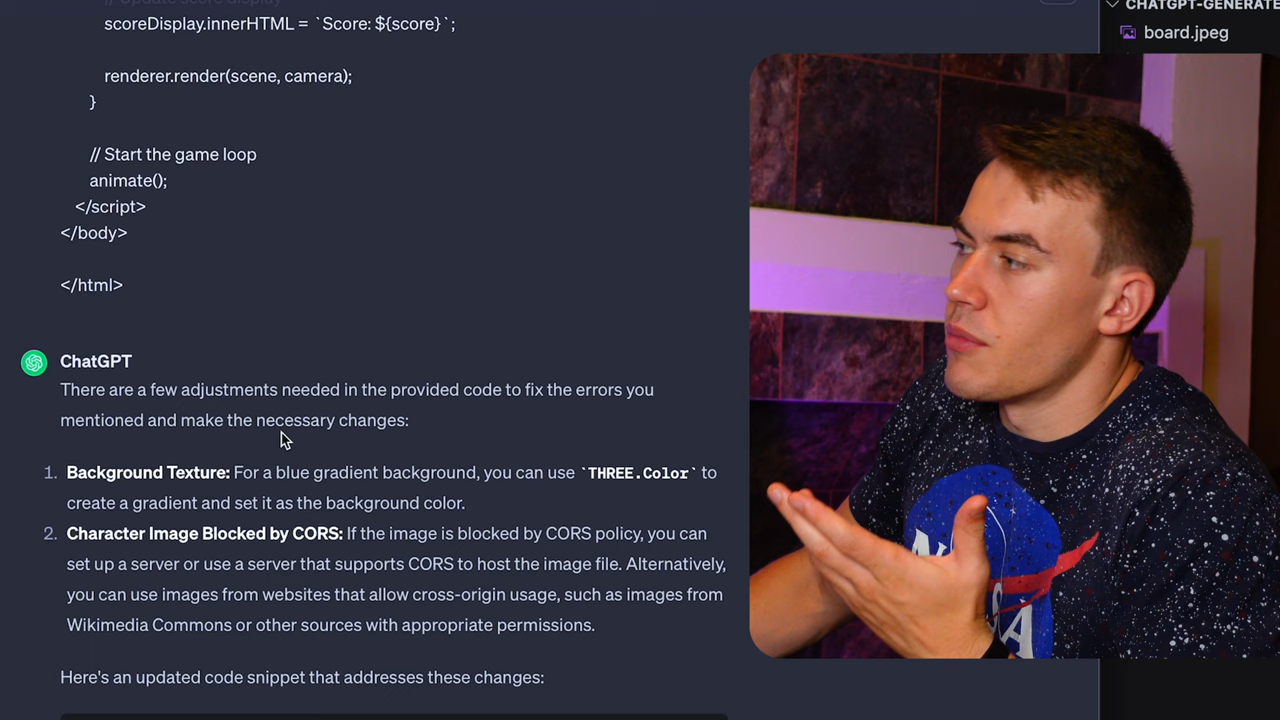 // Update score display
scoreDisplay.innerHTML = `Score: ${score}`;
renderer.render(scene, camera);
}
// Start the game loop
animate();
</script>
</body>
</html>
ChatGPT
There are a few adjustments needed in the provided code to fix the errors you
mentioned and make the necessary changes:
1. Background Texture: For a blue gradient background, you can use `THREE.Color` to
create a gradient and set it as the background color.
2. Character Image Blocked by CORS: If the image is blocked by CORS policy, you can
set up a server or use a server that supports CORS to host the image file. Alternatively,
you can use images from websites that allow cross-origin usage, such as images from
Wikimedia Commons or other sources with appropriate permissions.
Here's an updated code snippet that addresses these changes:
CHATGPT-GENERATE
board.jpeg